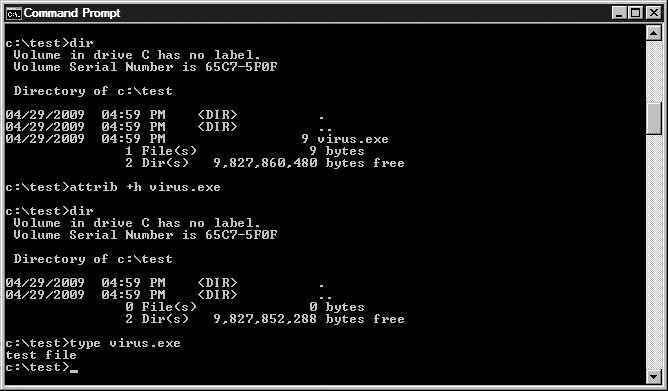 Command Prompt
c:\test>dir
 Volume in drive C has no label.
 Volume Serial Number is 65C7-5F0F
 Directory of c:\test
04/29/2009  04:59 PM    <DIR>          .
04/29/2009  04:59 PM    <DIR>          ..
04/29/2009  04:59 PM                 9 virus.exe
               1 File(s)              9 bytes
               2 Dir(s)   9,827,860,480 bytes free
c:\test>attrib +h virus.exe
c:\test>dir
 Volume in drive C has no label.
 Volume Serial Number is 65C7-5F0F
 Directory of c:\test
04/29/2009  04:59 PM    <DIR>          .
04/29/2009  04:59 PM    <DIR>          ..
               0 File(s)              0 bytes
               2 Dir(s)   9,827,852,288 bytes free
c:\test>type virus.exe
test file
c:\test>_